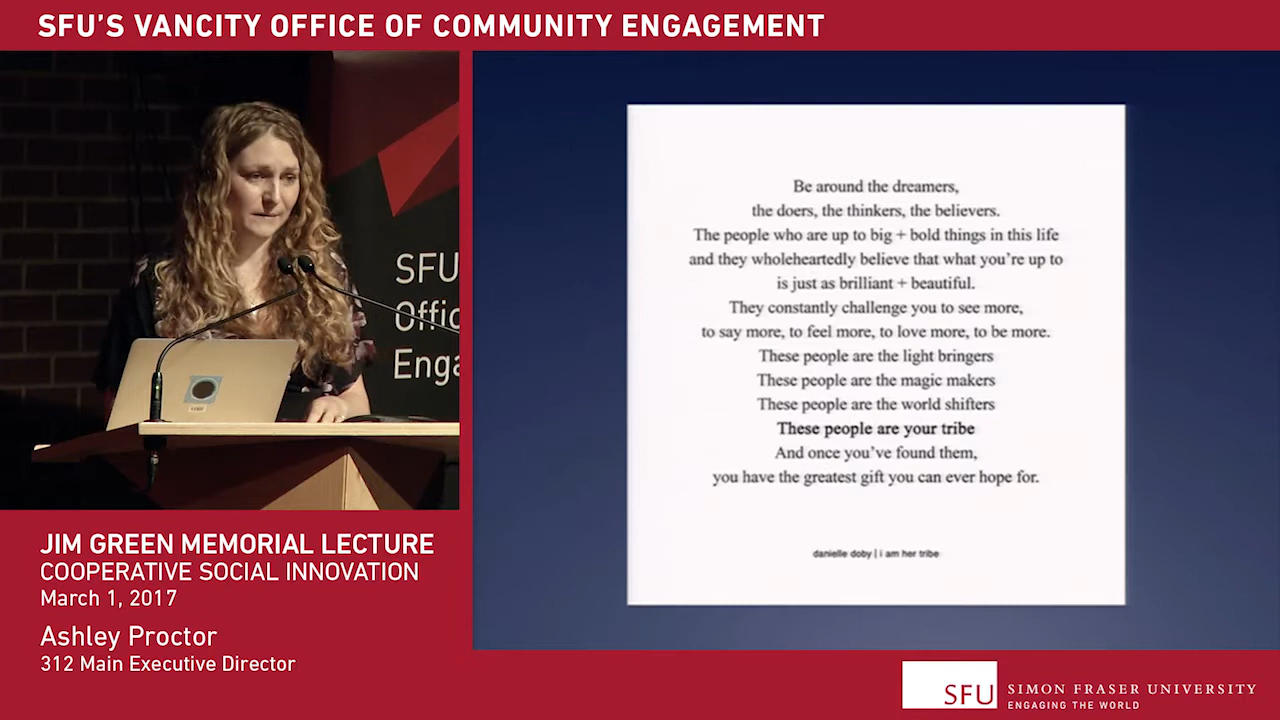 SFU'S VANCITY OFFICE OF COMMUNITY ENGAGEMENT
SFU
Offic
Enga
Be around the dreamers,
the doers, the thinkers, the believers.
The people who are up to big + bold things in this life
and they wholeheartedly believe that what you're up to
is just as brilliant + beautiful.
They constantly challenge you to see more,
to say more, to feel more, to love more, to be more.
These people are the light bringers
These people are the magic makers
These people are the world shifters
These people are your tribe
And once you've found them,
you have the greatest gift you can ever hope for.
danielle doby | i am her tribe
JIM GREEN MEMORIAL LECTURE
COOPERATIVE SOCIAL INNOVATION
March 1, 2017
Ashley Proctor
312 Main Executive Director
SFU
SIMON FRASER UNIVERSITY
ENGAGING THE WORLD